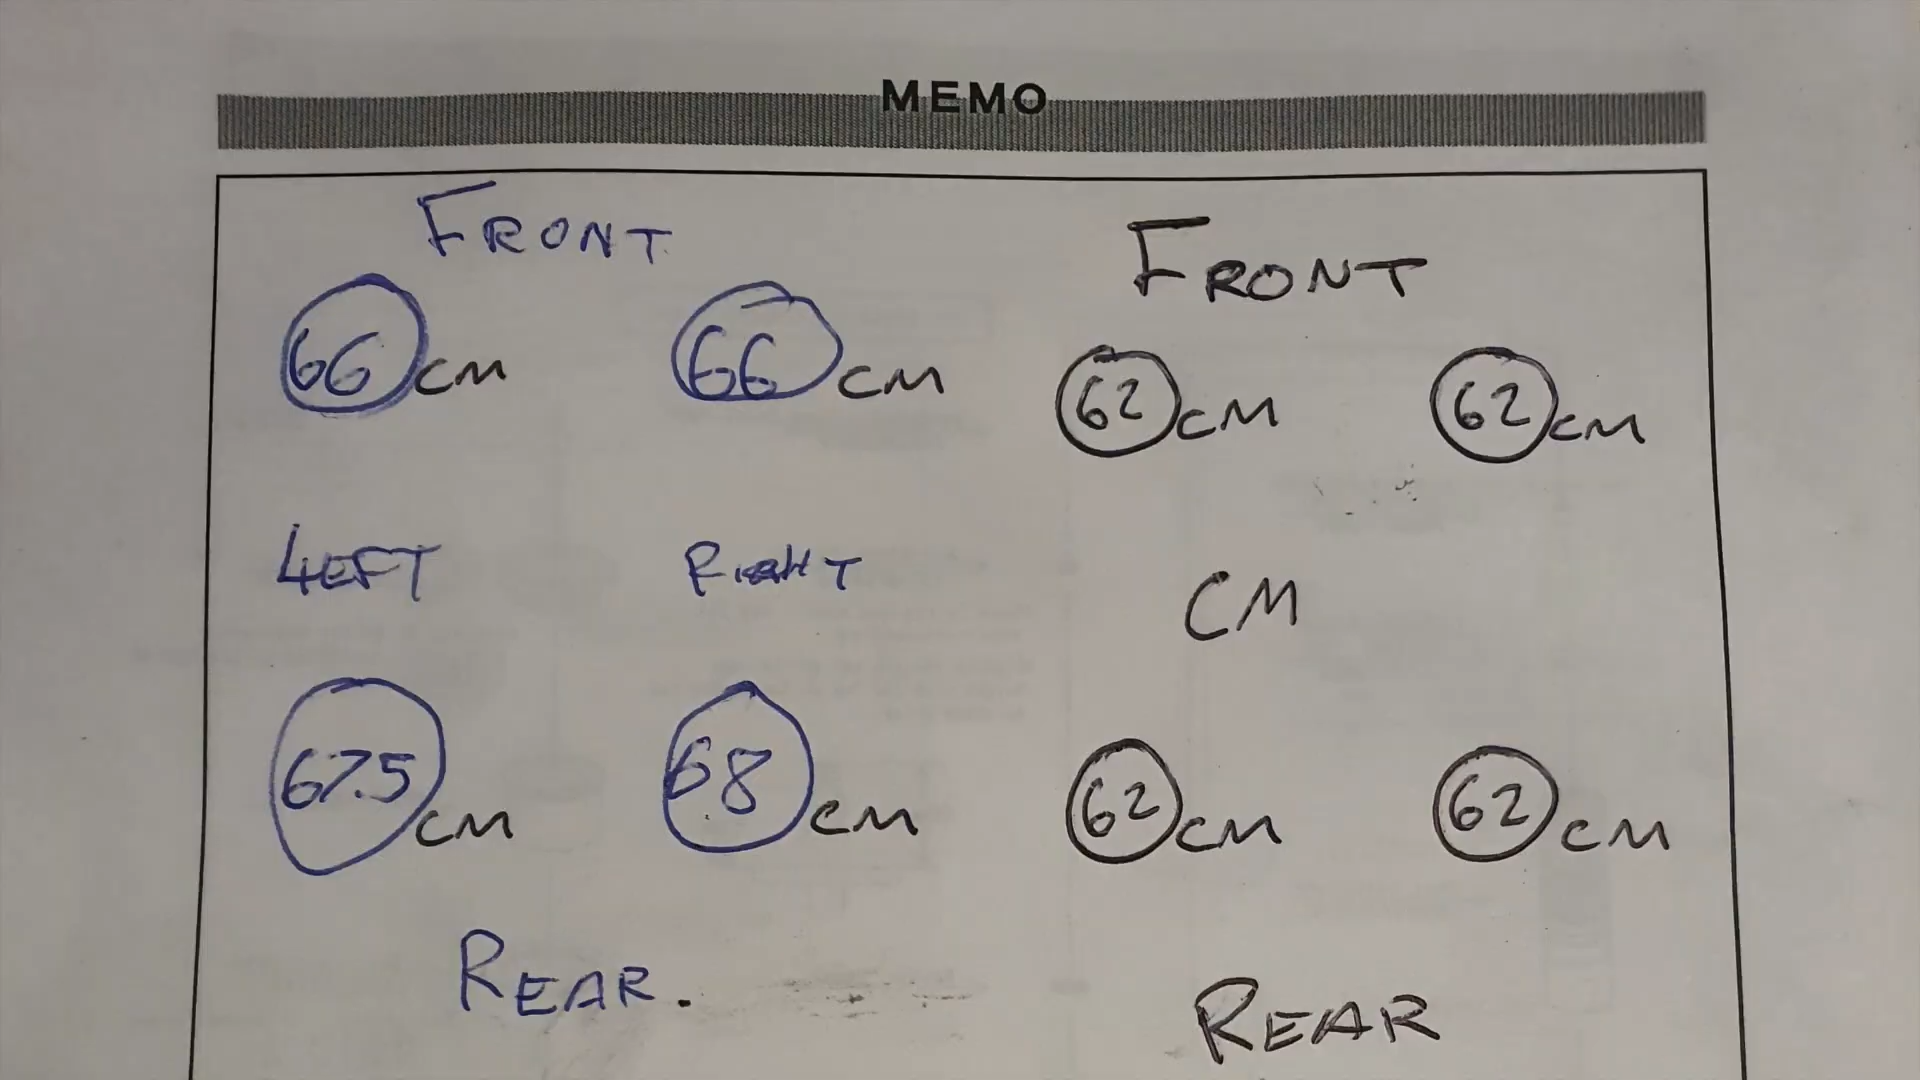 MEMO
FRONT
66 CM 66 CM
LEFT RIGHT
67.5 CM 68 CM
REAR.
FRONT
62 CM 62 CM
CM
62 CM 62 CM
REAR